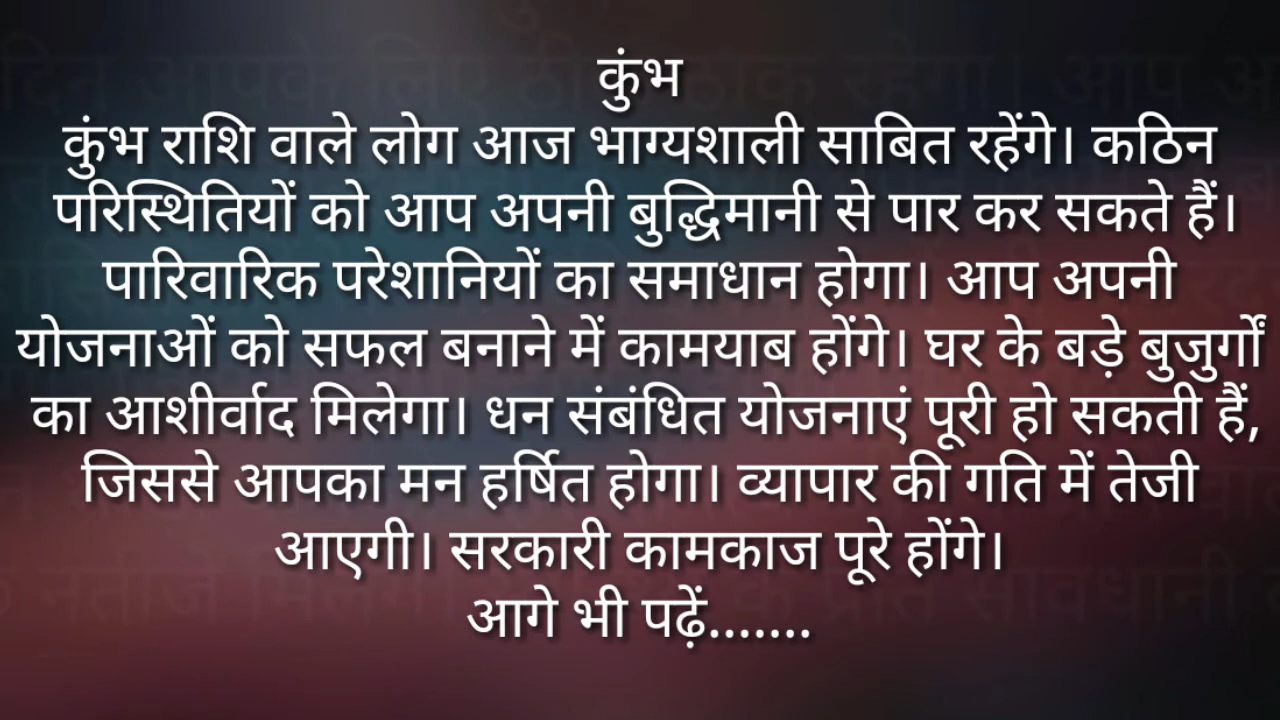 कुंभ
कुंभ राशि वाले लोग आज भाग्यशाली साबित रहेंगे। कठिन
परिस्थितियों को आप अपनी बुद्धिमानी से पार कर सकते हैं।
पारिवारिक परेशानियों का समाधान होगा। आप अपनी
योजनाओं को सफल बनाने में कामयाब होंगे। घर के बड़े बुजुर्गों
का आशीर्वाद मिलेगा। धन संबंधित योजनाएं पूरी हो सकती हैं,
जिससे आपका मन हर्षित होगा। व्यापार की गति में तेजी
आएगी। सरकारी कामकाज पूरे होंगे।
आगे भी पढ़ें.......